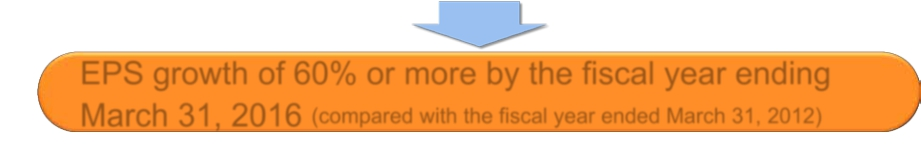 EPS growth of 60% or more by the fiscal year ending
March 31, 2016 (compared with the fiscal year ended March 31, 2012)